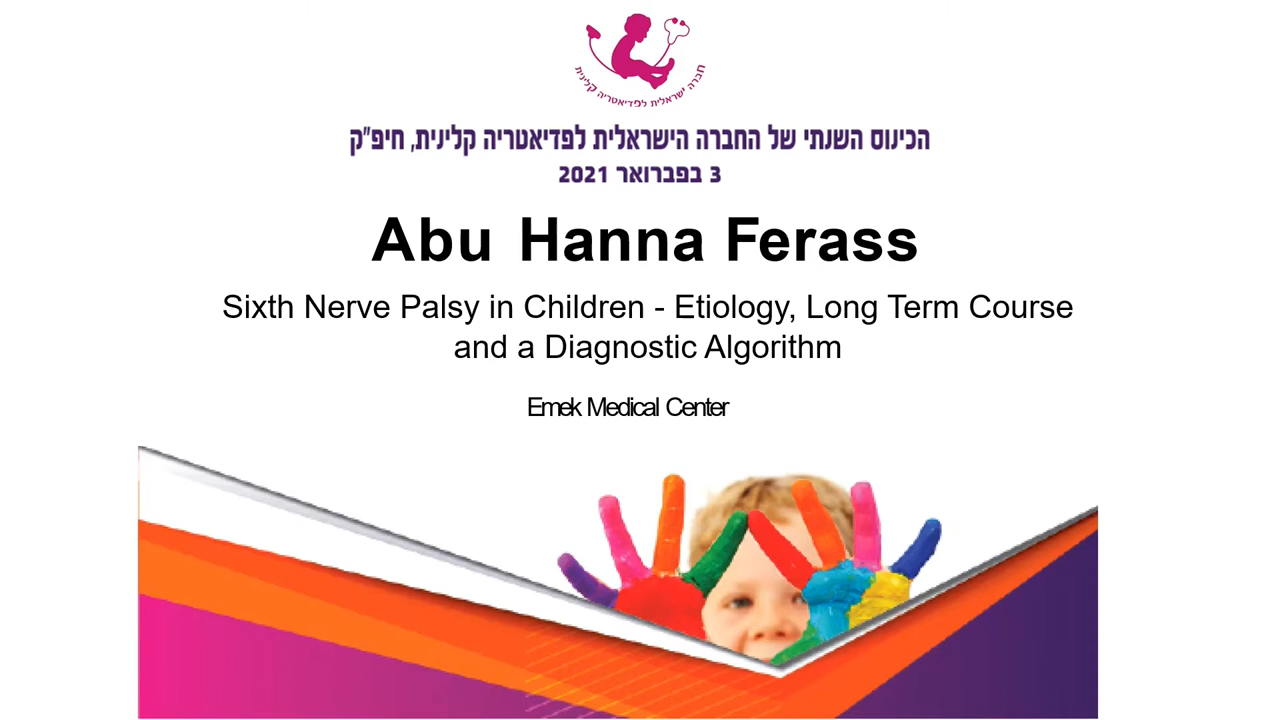 חברה ישראלית לפדיאטריה קלינית
הכינוס השנתי של החברה הישראלית לפדיאטריה קלינית, חיפ"ק
3 בפברואר 2021
Abu Hanna Ferass
Sixth Nerve Palsy in Children - Etiology, Long Term Course
and a Diagnostic Algorithm
Emek Medical Center